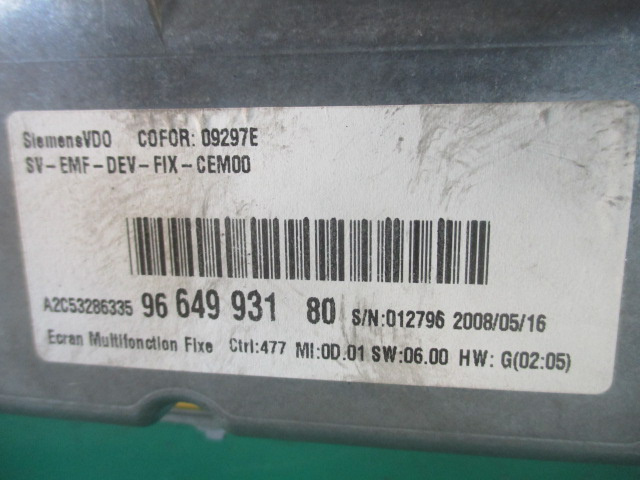 SiemensVDO COFOR: 09297E
SV-EMF-DEV-FIX-CEM00
A2C53286335 96 649 931 80 S/N:012796 2008/05/16
Ecran Multifonction Fixe Ctrl:477 MI:0D.01 SW:06.00 HW: G(02:05)